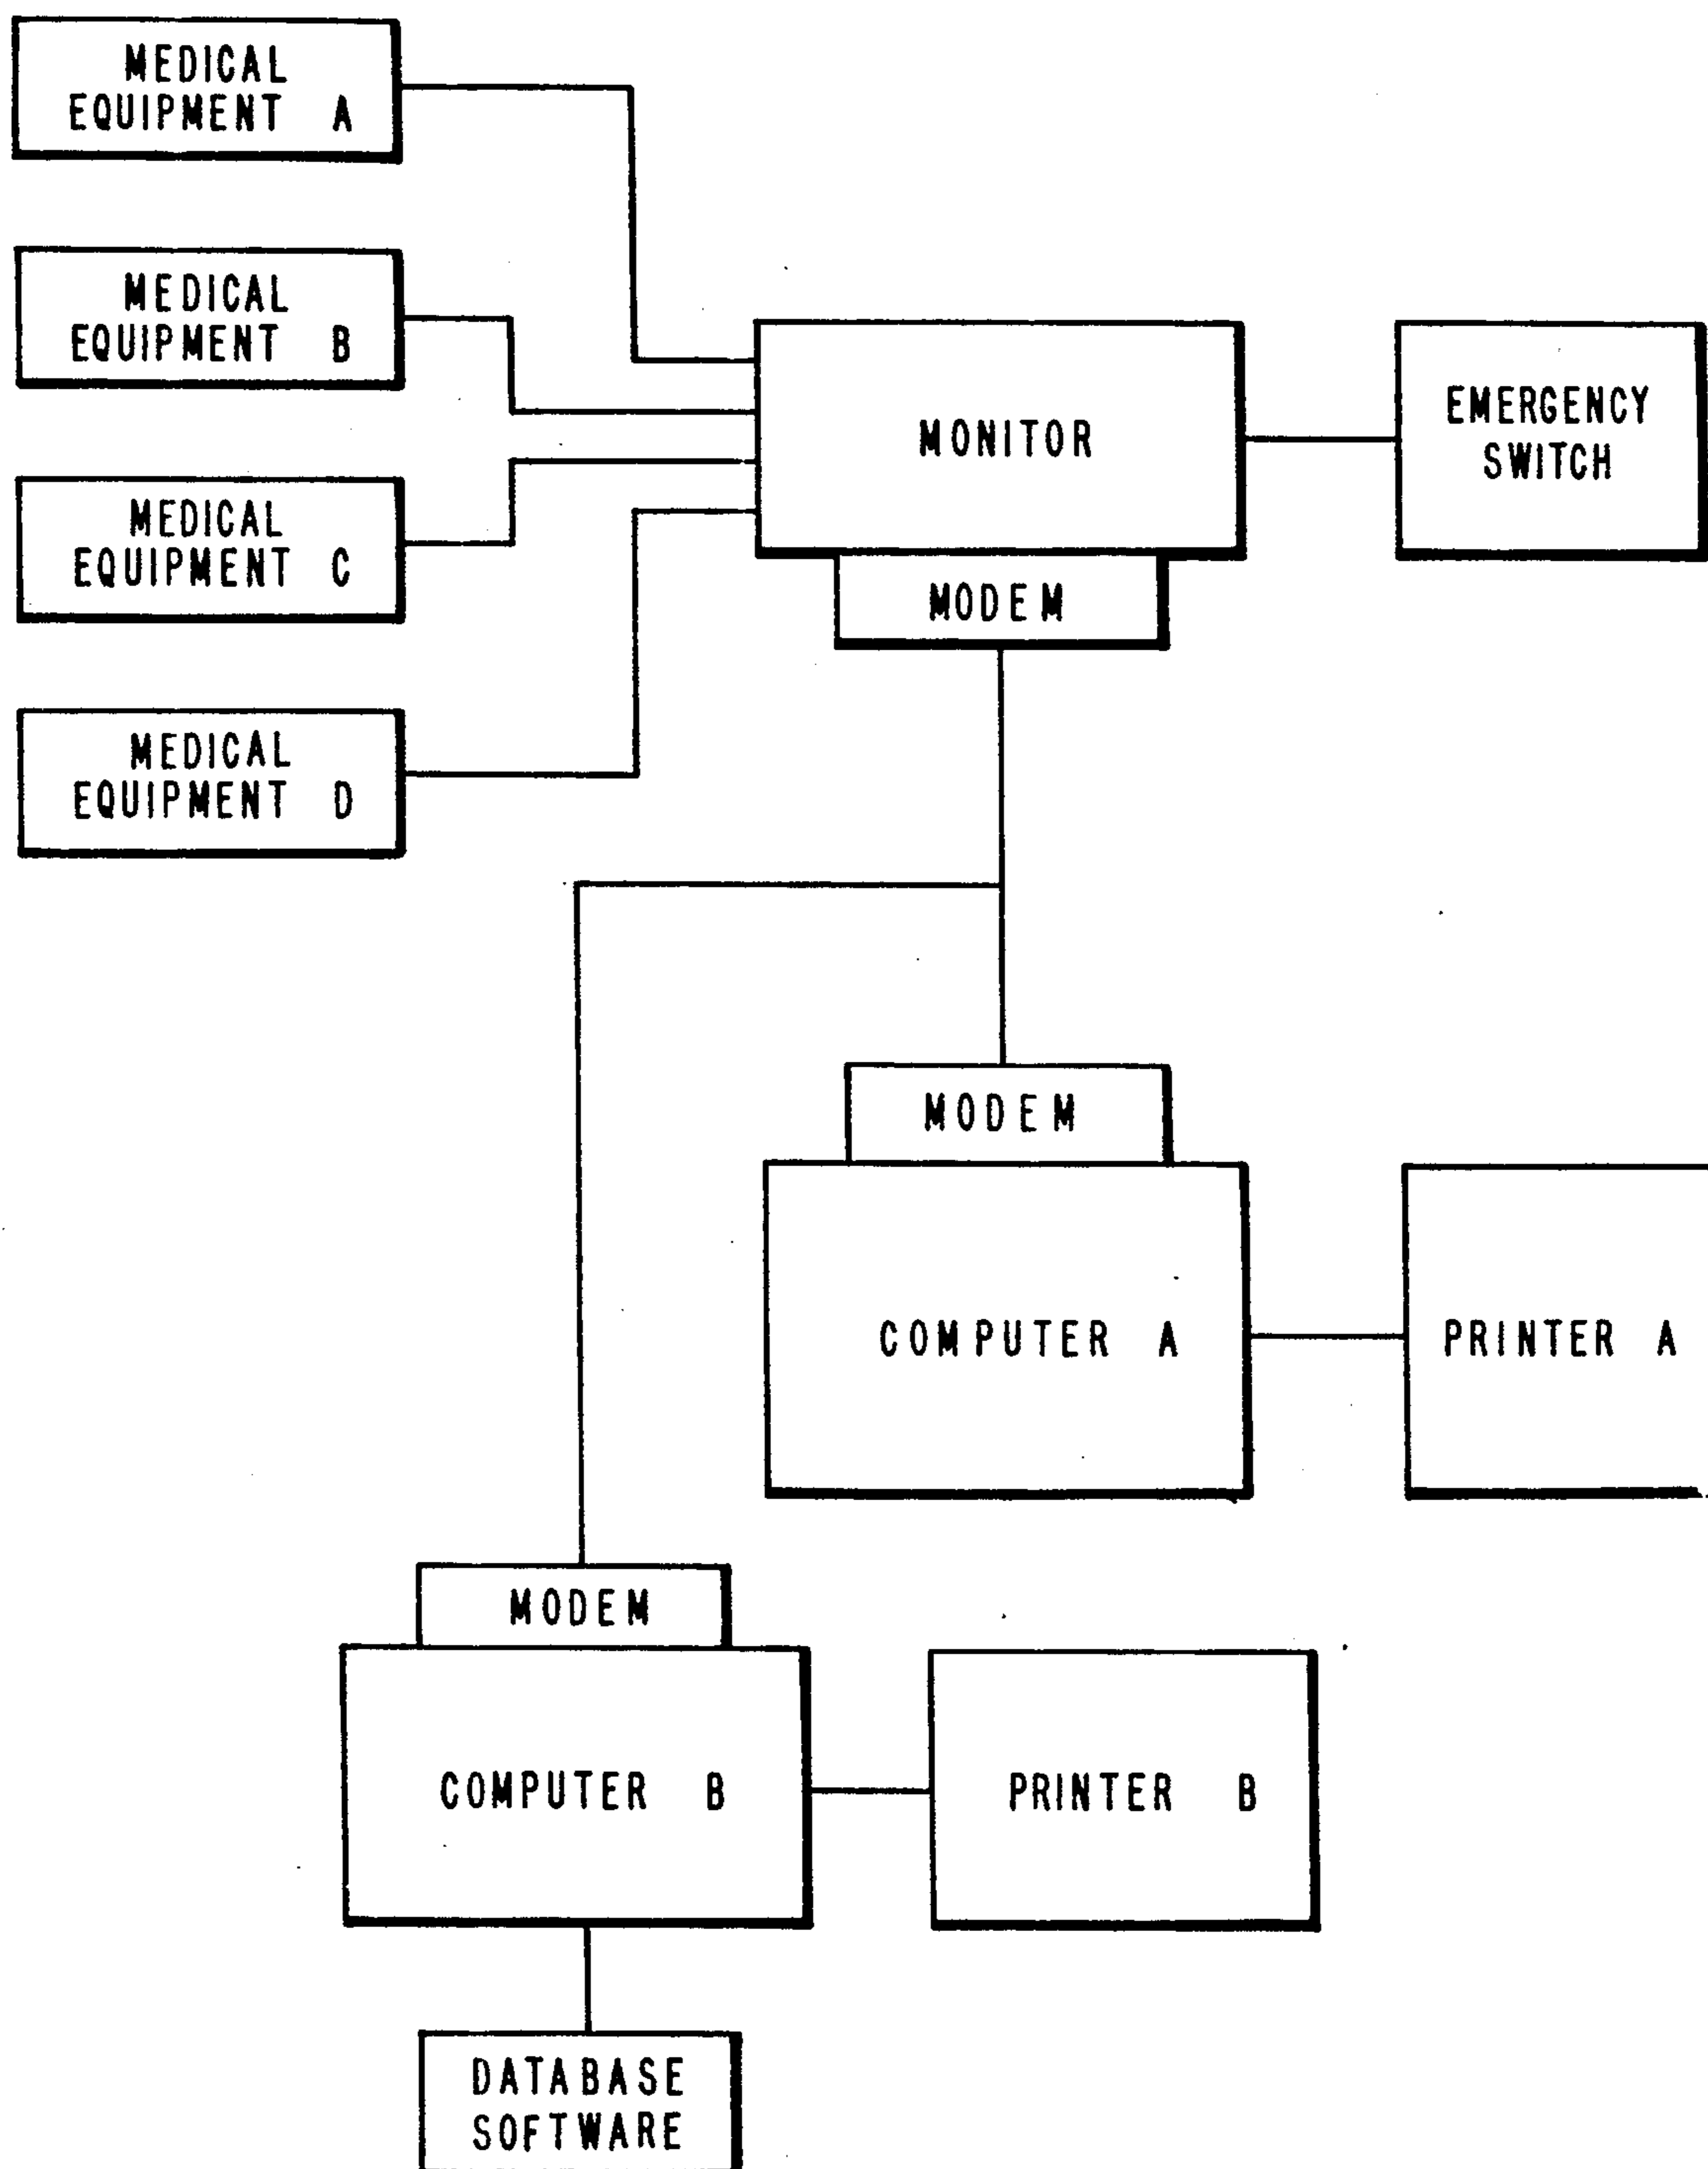 MEDICAL
EQUIPMENT A
MEDICAL
EQUIPMENT B
MEDICAL
EQUIPMENT C
MEDICAL
EQUIPMENT D
MONITOR
MODEM
EMERGENCY
SWITCH
MODEM
COMPUTER A
PRINTER A
MODEM
COMPUTER B
PRINTER B
DATABASE
SOFTWARE